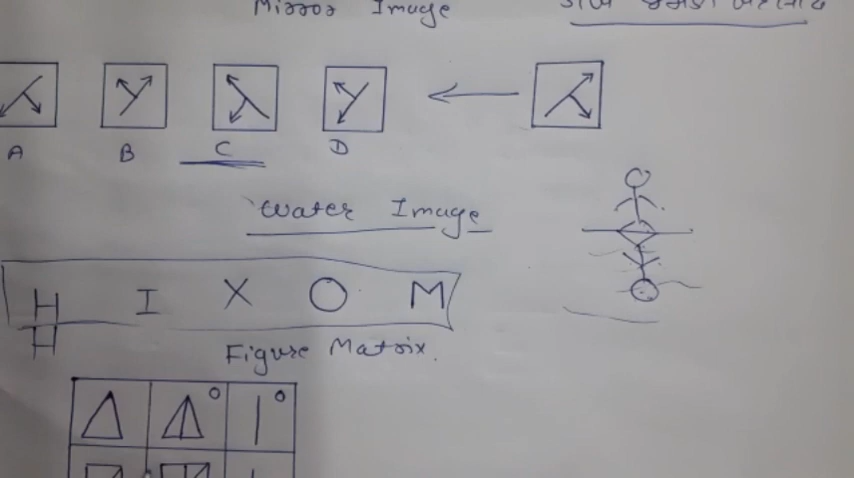 Mirror Image
A B C D
Water Image
H I X O M
H
Figure Matrix.